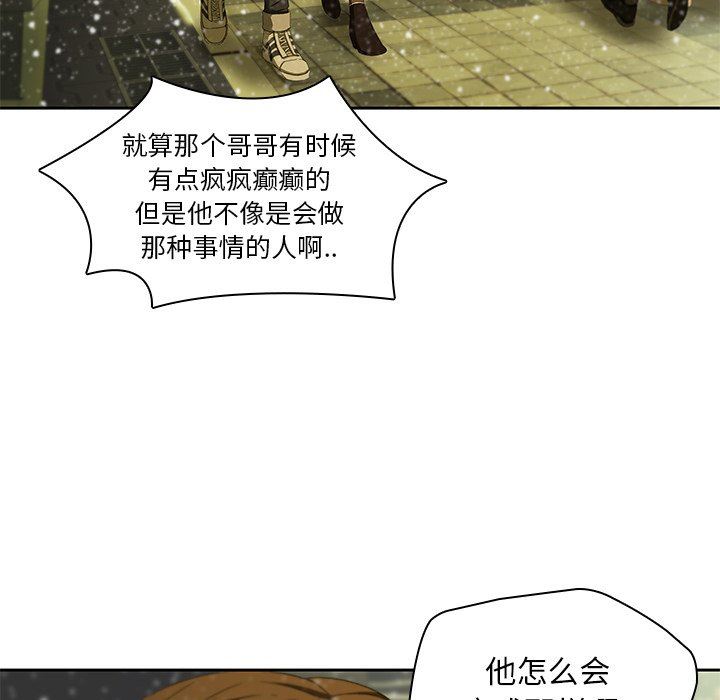 就算那个哥哥有时候
有点疯疯癫癫的
但是他不像是会做
那种事情的人啊..
他怎么会